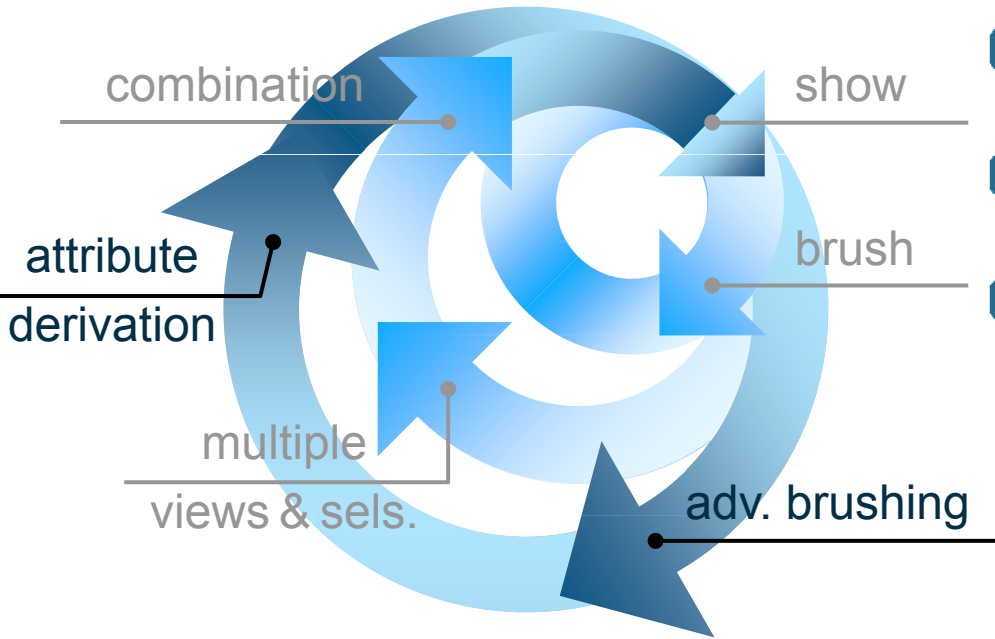 combination
show
attribute
derivation
brush
multiple
views & sels.
adv. brushing